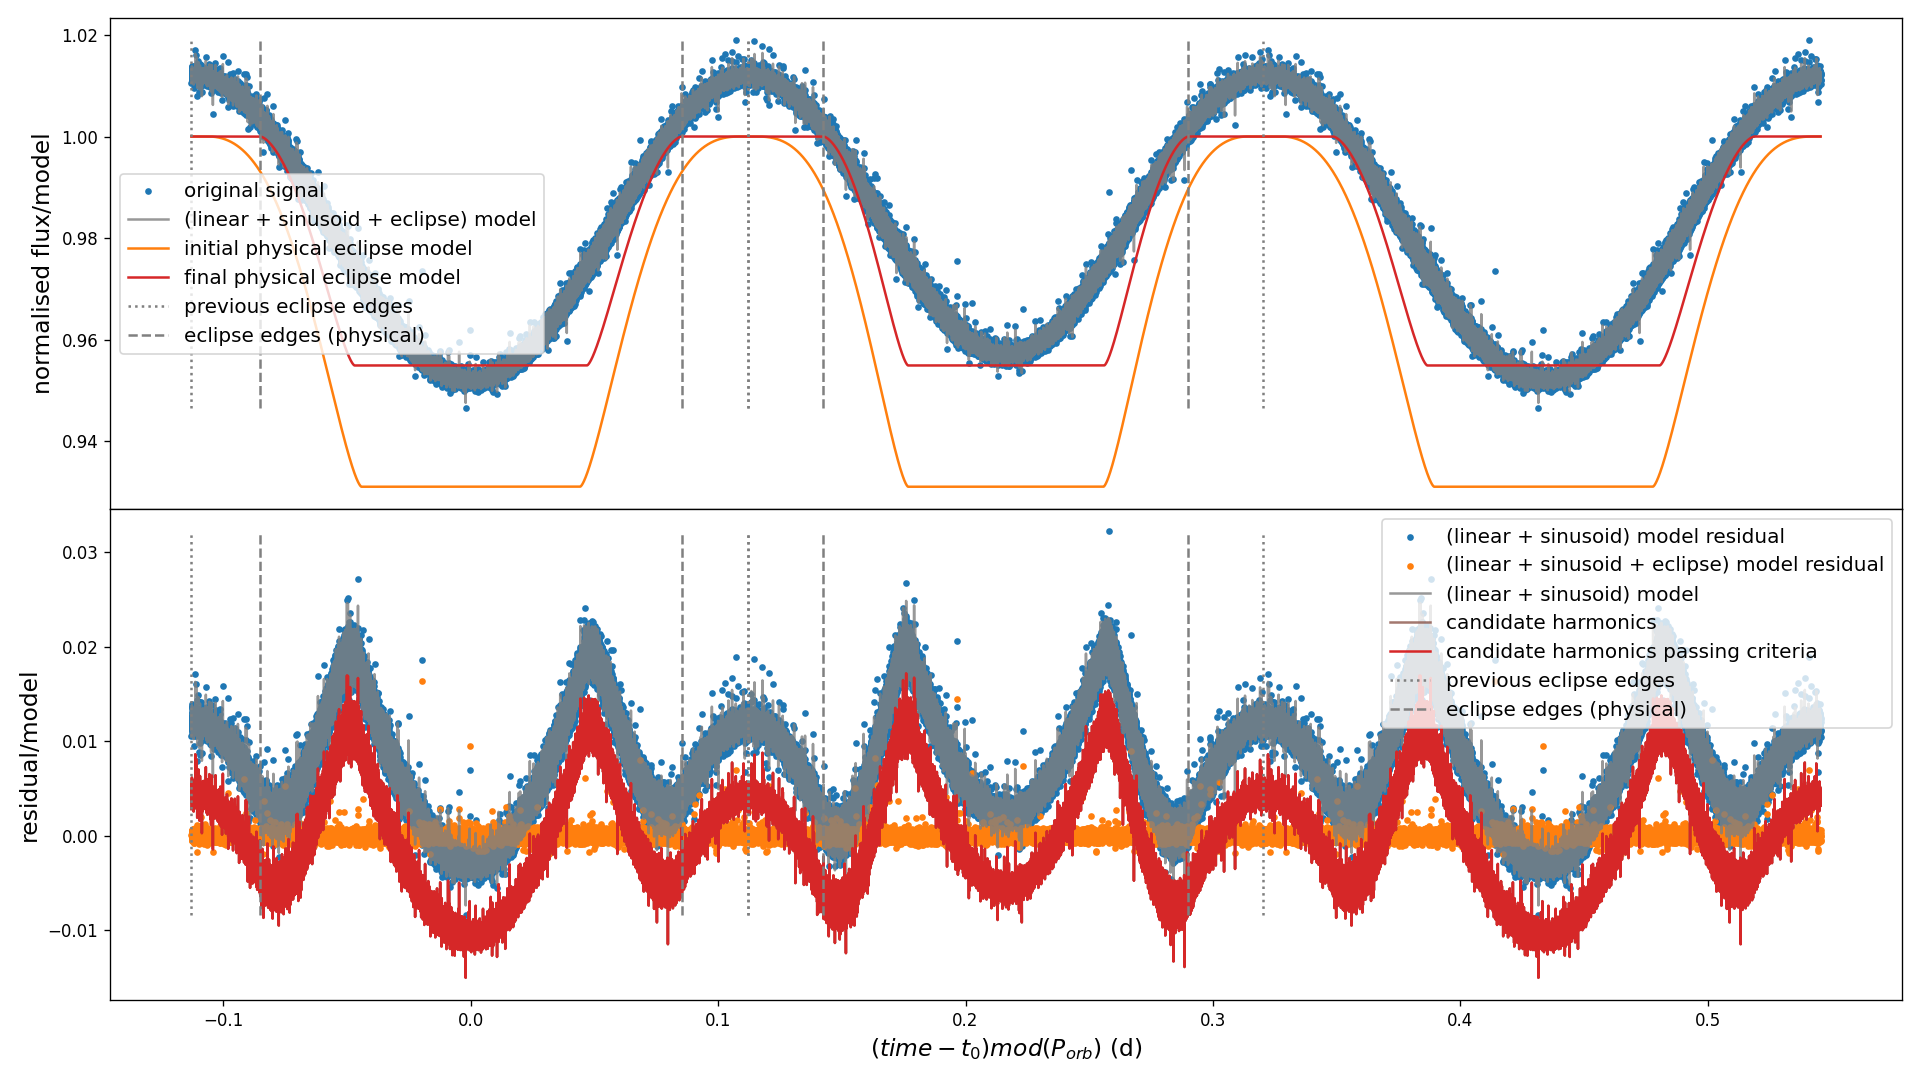 1.02
1.00
0.98
0.96
0.94
normalised flux/model
original signal
(linear + sinusoid + eclipse) model
initial physical eclipse model
final physical eclipse model
previous eclipse edges
eclipse edges (physical)
0.03
0.02
0.01
0.00
−0.01
residual/model
(linear + sinusoid) model residual
(linear + sinusoid + eclipse) model residual
(linear + sinusoid) model
candidate harmonics
candidate harmonics passing criteria
previous eclipse edges
eclipse edges (physical)
−0.1 0.0 0.1 0.2 0.3 0.4 0.5
(time − t₀)mod(P_orb) (d)